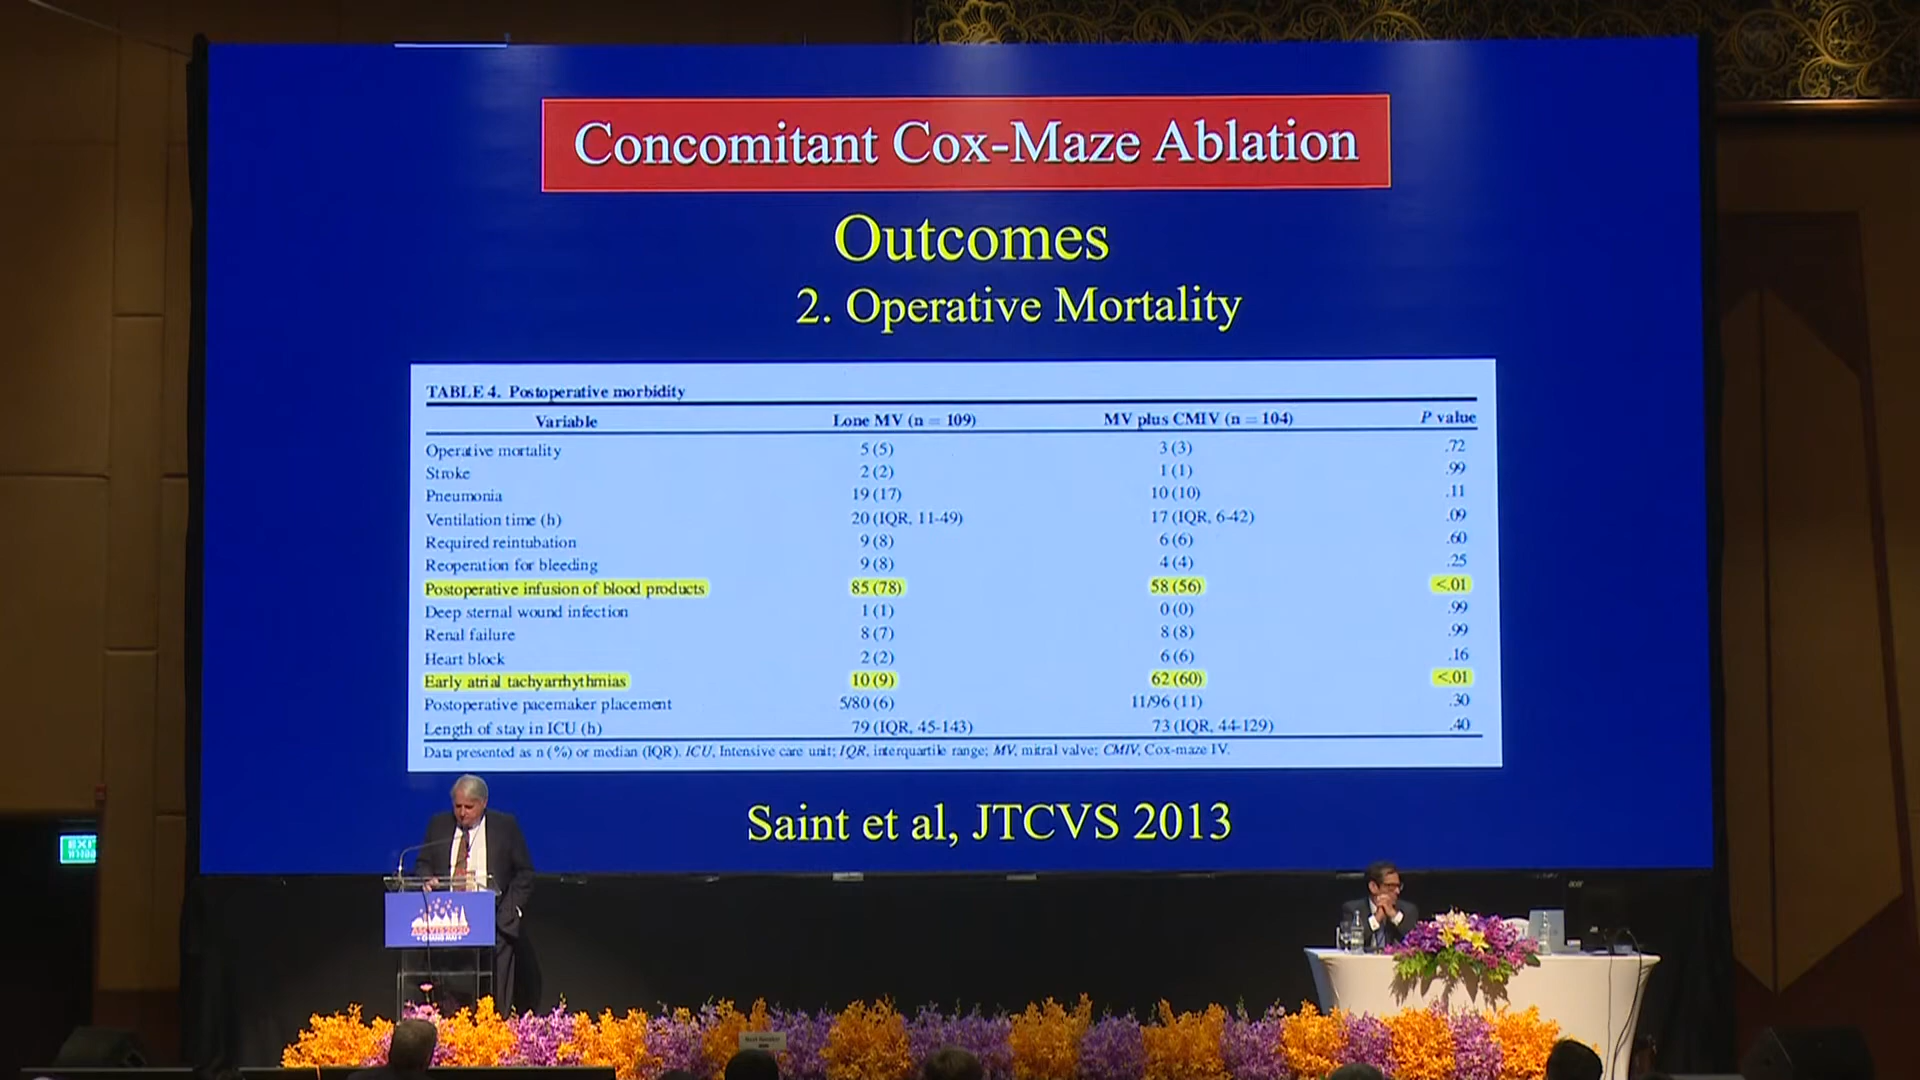 Concomitant Cox-Maze Ablation
Outcomes
2. Operative Mortality
TABLE 4. Postoperative morbidity
Variable Lone MV (n = 109) MV plus CMIV (n = 104) P value
Operative mortality 5 (5) 3 (3) .72
Stroke 2 (2) 1 (1) .99
Pneumonia 19 (17) 10 (10) .11
Ventilation time (h) 20 (IQR, 11-49) 17 (IQR, 6-42) .09
Required reintubation 9 (8) 6 (6) .60
Reoperation for bleeding 9 (8) 4 (4) .25
Postoperative infusion of blood products 85 (78) 58 (56) <.01
Deep sternal wound infection 1 (1) 0 (0) .99
Renal failure 8 (7) 8 (8) .99
Heart block 2 (2) 6 (6) .16
Early atrial tachyarrhythmias 10 (9) 62 (60) <.01
Postoperative pacemaker placement 5/80 (6) 11/96 (11) .30
Length of stay in ICU (h) 79 (IQR, 45-143) 73 (IQR, 44-129) .40
Data presented as n (%) or median (IQR). ICU, Intensive care unit; IQR, interquartile range; MV, mitral valve; CMIV, Cox-maze IV.
Saint et al, JTCVS 2013
EXIT
ASCVTS2020
acer